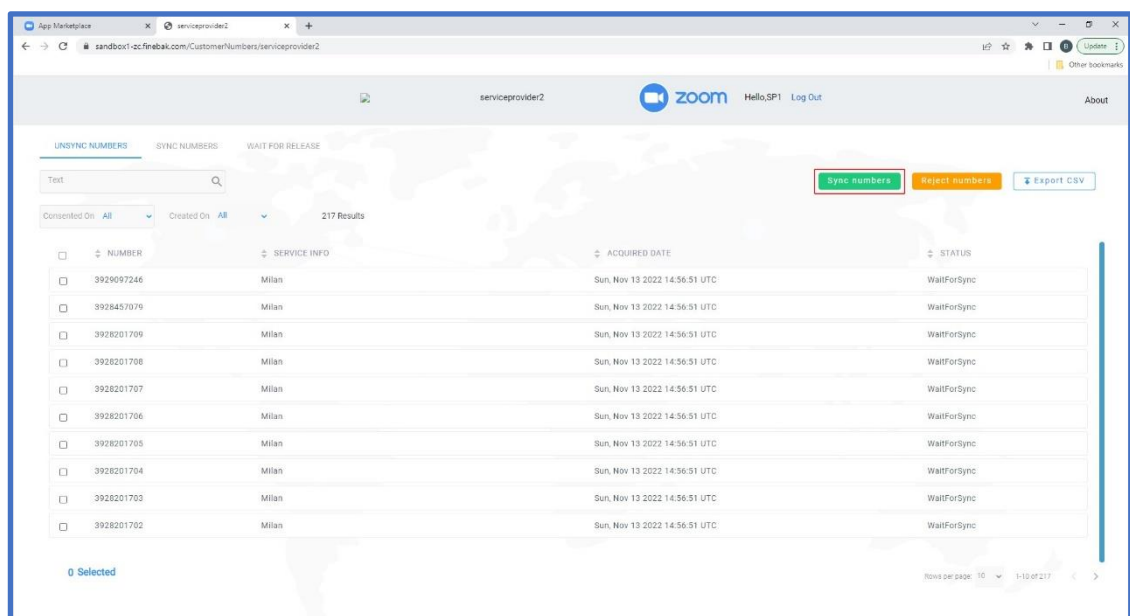 App Marketplace serviceprovider2
sandbox1-zc.finebak.com/CustomerNumbers/serviceprovider2 Update
Other bookmarks
serviceprovider2 zoom Hello,SP1 Log Out About
UNSYNC NUMBERS SYNC NUMBERS WAIT FOR RELEASE
Text Sync numbers Reject numbers Export CSV
Consented On All Created On All 217 Results
NUMBER SERVICE INFO ACQUIRED DATE STATUS
3929097246 Milan Sun, Nov 13 2022 14:56:51 UTC WaitForSync
3928457079 Milan Sun, Nov 13 2022 14:56:51 UTC WaitForSync
3928201709 Milan Sun, Nov 13 2022 14:56:51 UTC WaitForSync
3928201708 Milan Sun, Nov 13 2022 14:56:51 UTC WaitForSync
3928201707 Milan Sun, Nov 13 2022 14:56:51 UTC WaitForSync
3928201706 Milan Sun, Nov 13 2022 14:56:51 UTC WaitForSync
3928201705 Milan Sun, Nov 13 2022 14:56:51 UTC WaitForSync
3928201704 Milan Sun, Nov 13 2022 14:56:51 UTC WaitForSync
3928201703 Milan Sun, Nov 13 2022 14:56:51 UTC WaitForSync
3928201702 Milan Sun, Nov 13 2022 14:56:51 UTC WaitForSync
0 Selected Rows per page: 10 1-10 of 217